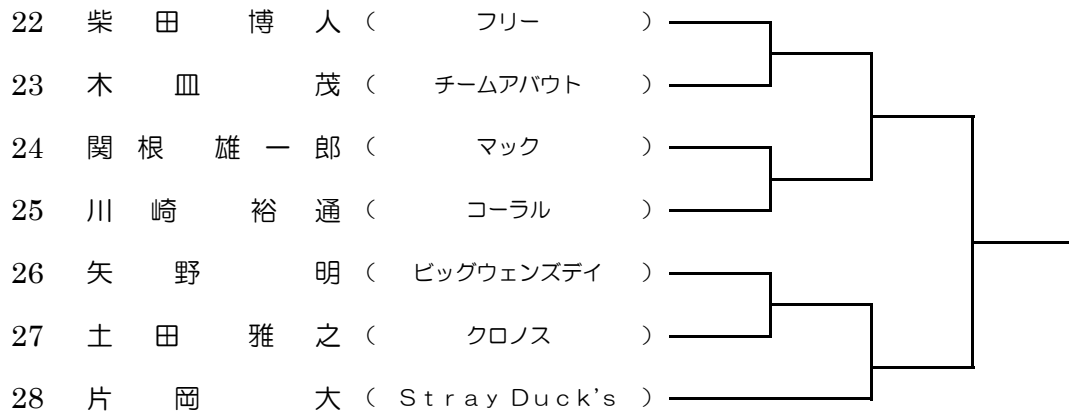 22 柴田 博人 ( フリー )
23 木皿 茂 ( チームアバウト )
24 関根 雄一郎 ( マック )
25 川崎 裕通 ( コーラル )
26 矢野 明 ( ビッグウェンズデイ )
27 土田 雅之 ( クロノス )
28 片岡 大 ( Stray Duck's )